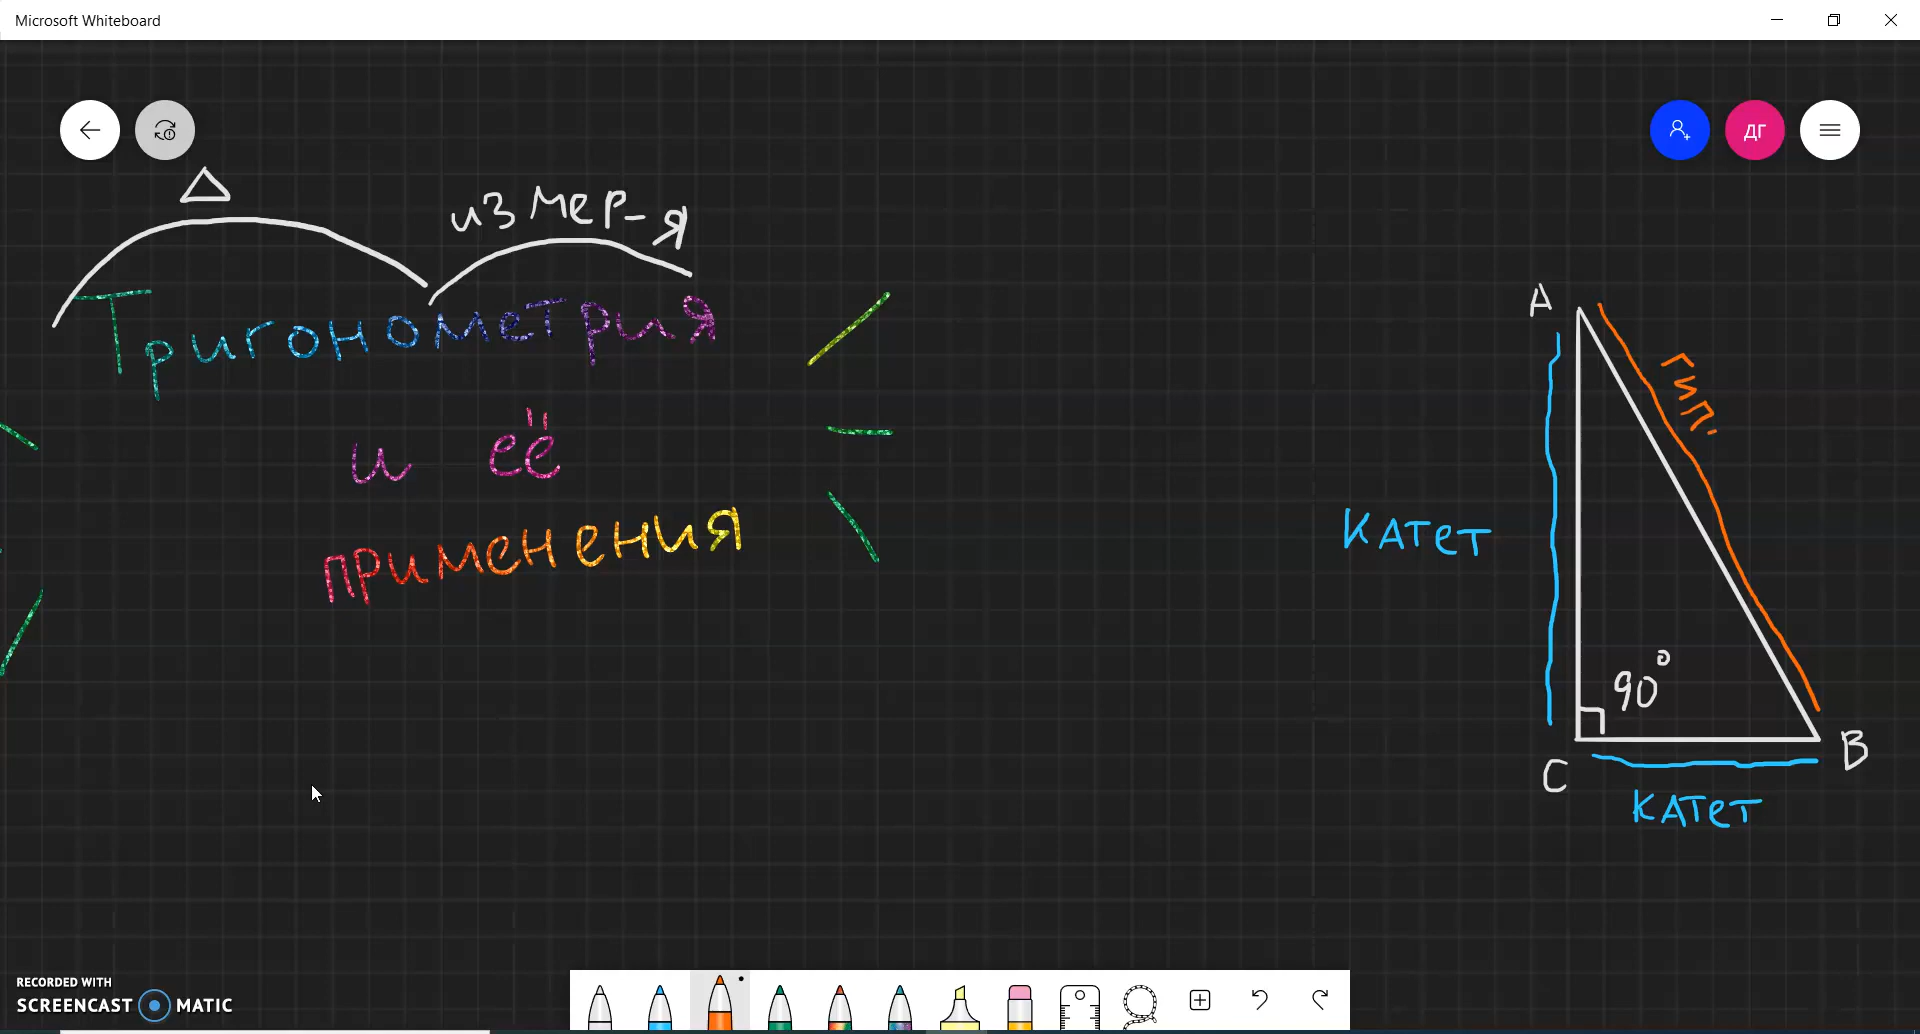 Microsoft Whiteboard
ДГ
△
измер-я
Тригонометрия
и её
применения
A
гип.
катет
90°
C
B
катет
RECORDED WITH
SCREENCAST MATIC